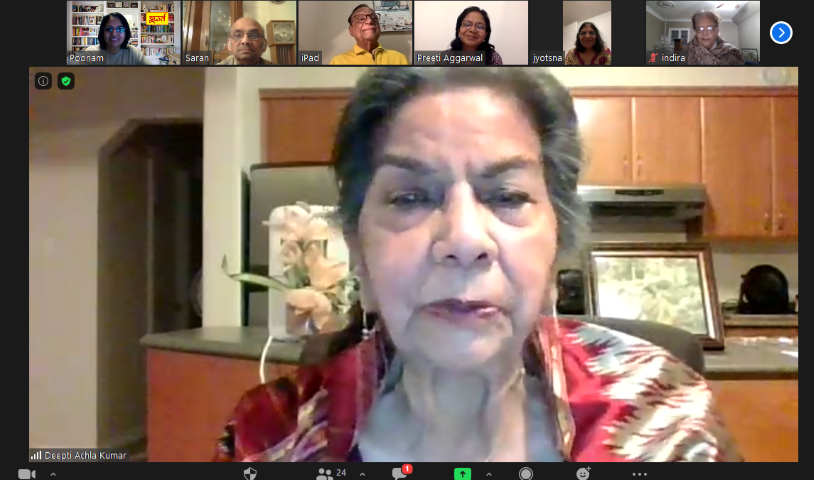 Poonam
Saran
iPad
Preeti Aggarwal
jyotsna
indira
Deepti Achla Kumar
24
1